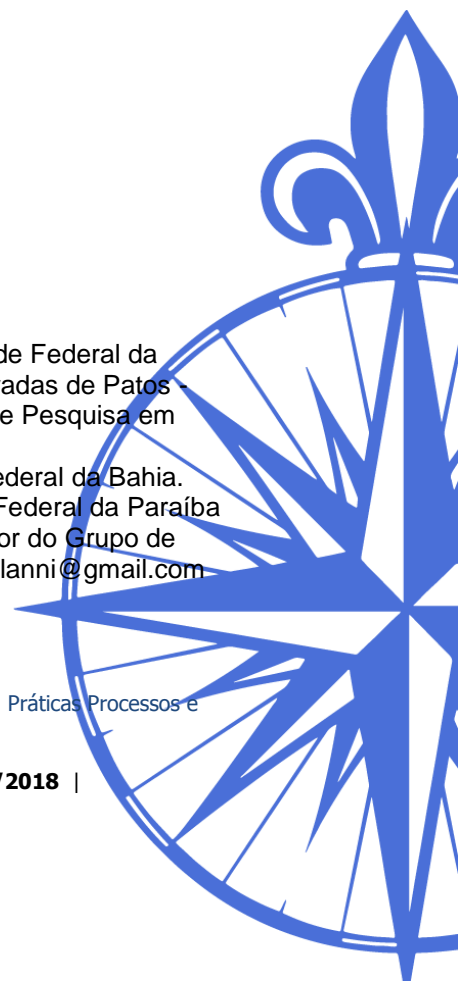 de Federal da
radas de Patos -
e Pesquisa em
ederal da Bahia.
Federal da Paraíba
or do Grupo de
lanni@gmail.com
Práticas Processos e
/2018 |